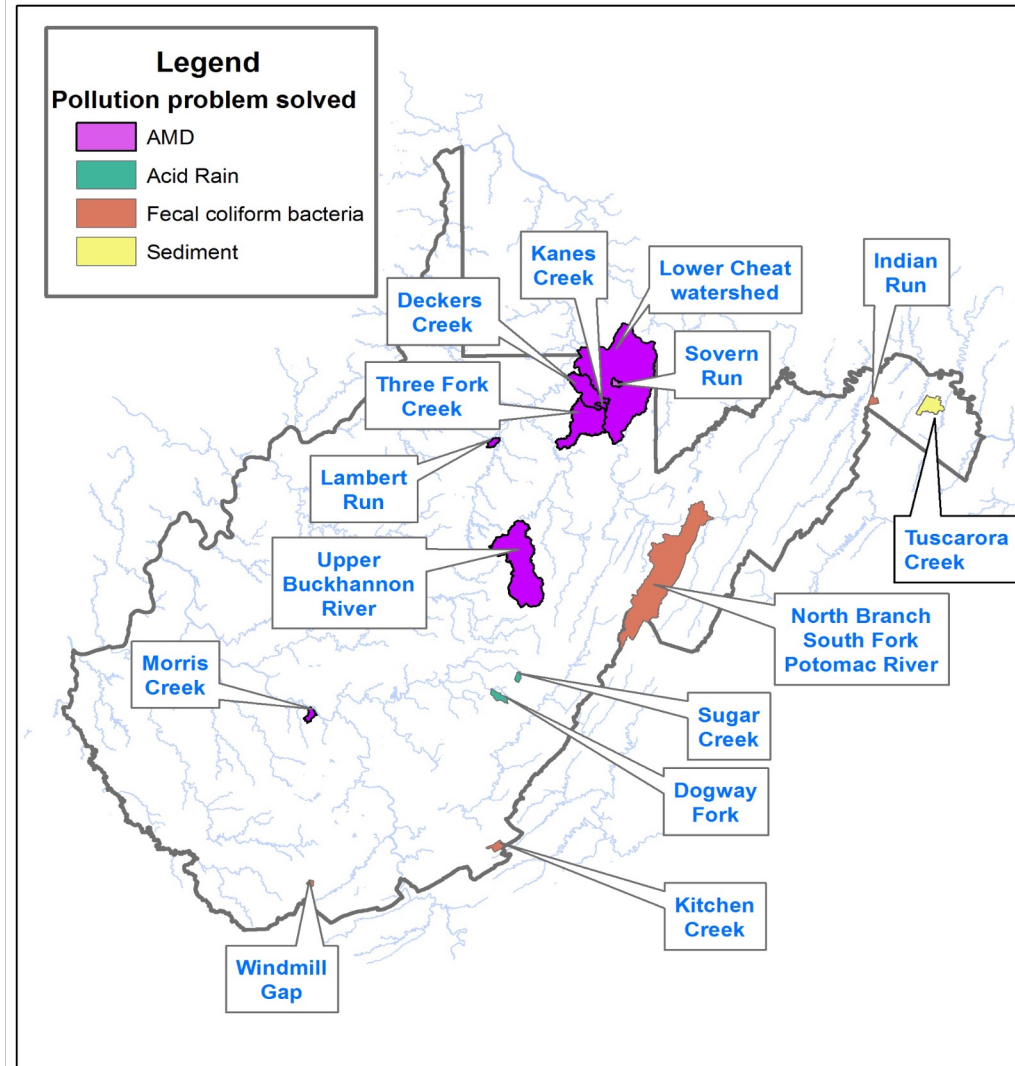 Legend
Pollution problem solved
AMD
Acid Rain
Fecal coliform bacteria
Sediment
Kanes
Creek
Lower Cheat
watershed
Indian
Run
Deckers
Creek
Sovern
Run
Three Fork
Creek
Lambert
Run
Tuscarora
Creek
Upper
Buckhannon
River
North Branch
South Fork
Potomac River
Morris
Creek
Sugar
Creek
Dogway
Fork
Kitchen
Creek
Windmill
Gap